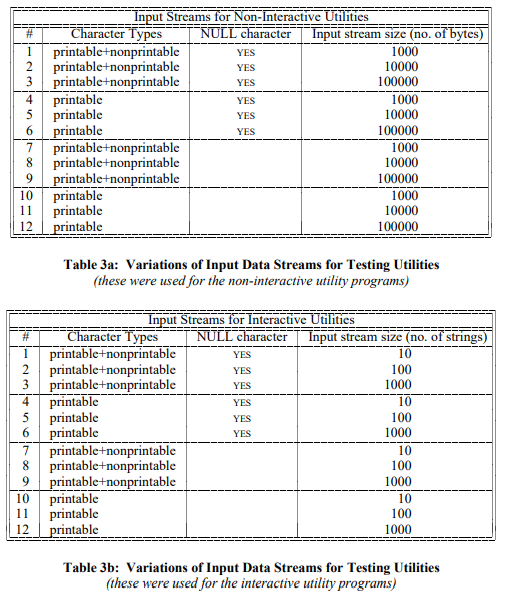 Input Streams for Non-Interactive Utilities
# Character Types NULL character Input stream size (no. of bytes)
1 printable+nonprintable YES 1000
2 printable+nonprintable YES 10000
3 printable+nonprintable YES 100000
4 printable YES 1000
5 printable YES 10000
6 printable YES 100000
7 printable+nonprintable 1000
8 printable+nonprintable 10000
9 printable+nonprintable 100000
10 printable 1000
11 printable 10000
12 printable 100000
Table 3a: Variations of Input Data Streams for Testing Utilities
(these were used for the non-interactive utility programs)
Input Streams for Interactive Utilities
# Character Types NULL character Input stream size (no. of strings)
1 printable+nonprintable YES 10
2 printable+nonprintable YES 100
3 printable+nonprintable YES 1000
4 printable YES 10
5 printable YES 100
6 printable YES 1000
7 printable+nonprintable 10
8 printable+nonprintable 100
9 printable+nonprintable 1000
10 printable 10
11 printable 100
12 printable 1000
Table 3b: Variations of Input Data Streams for Testing Utilities
(these were used for the interactive utility programs)